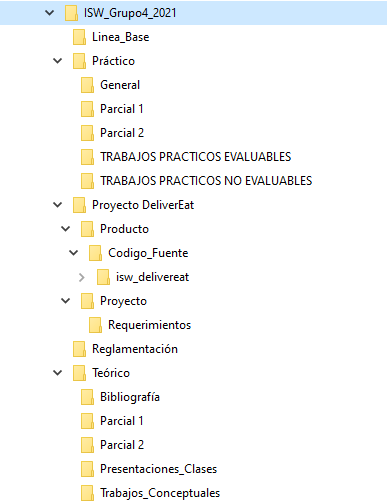 ISW_Grupo4_2021
Linea_Base
Práctico
General
Parcial 1
Parcial 2
TRABAJOS PRACTICOS EVALUABLES
TRABAJOS PRACTICOS NO EVALUABLES
Proyecto DeliverEat
Producto
Codigo_Fuente
isw_delivereat
Proyecto
Requerimientos
Reglamentación
Teórico
Bibliografía
Parcial 1
Parcial 2
Presentaciones_Clases
Trabajos_Conceptuales